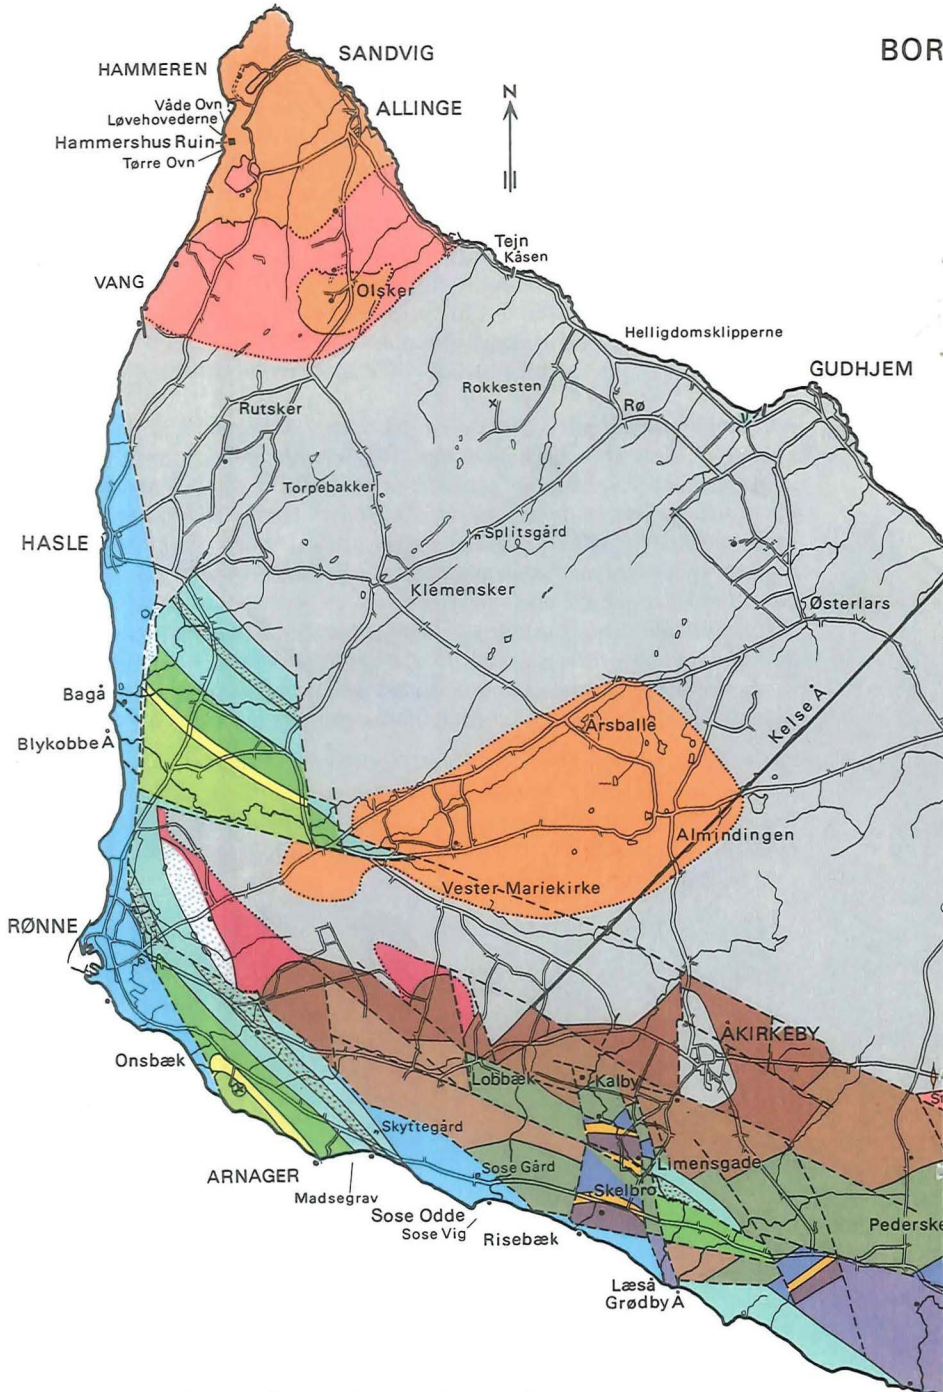 BOR
SANDVIG
HAMMEREN
N
Våde Ovn
ALLINGE
Løvehovederne
Hammershus Ruin
Tørre Ovn
Tejn
Kåsen
VANG
Olsker
Helligdomsklipperne
GUDHJEM
Rokkesten
Rutsker
Rø
Torpebakker
Splitsgård
HASLE
Klemensker
Østerlars
Bagå
Kelse Å
Årsballe
Blykobbe Å
Almindingen
Vester Mariekirke
RØNNE
ÅKIRKEBY
Onsbæk
Lobbæk
Kalby
Skyttegård
Limensgade
Sose Gård
ARNAGER
Skelbro
Madsegrav
Sose Odde
Sose Vig
Pederske
Risebæk
Læså
Grødby Å